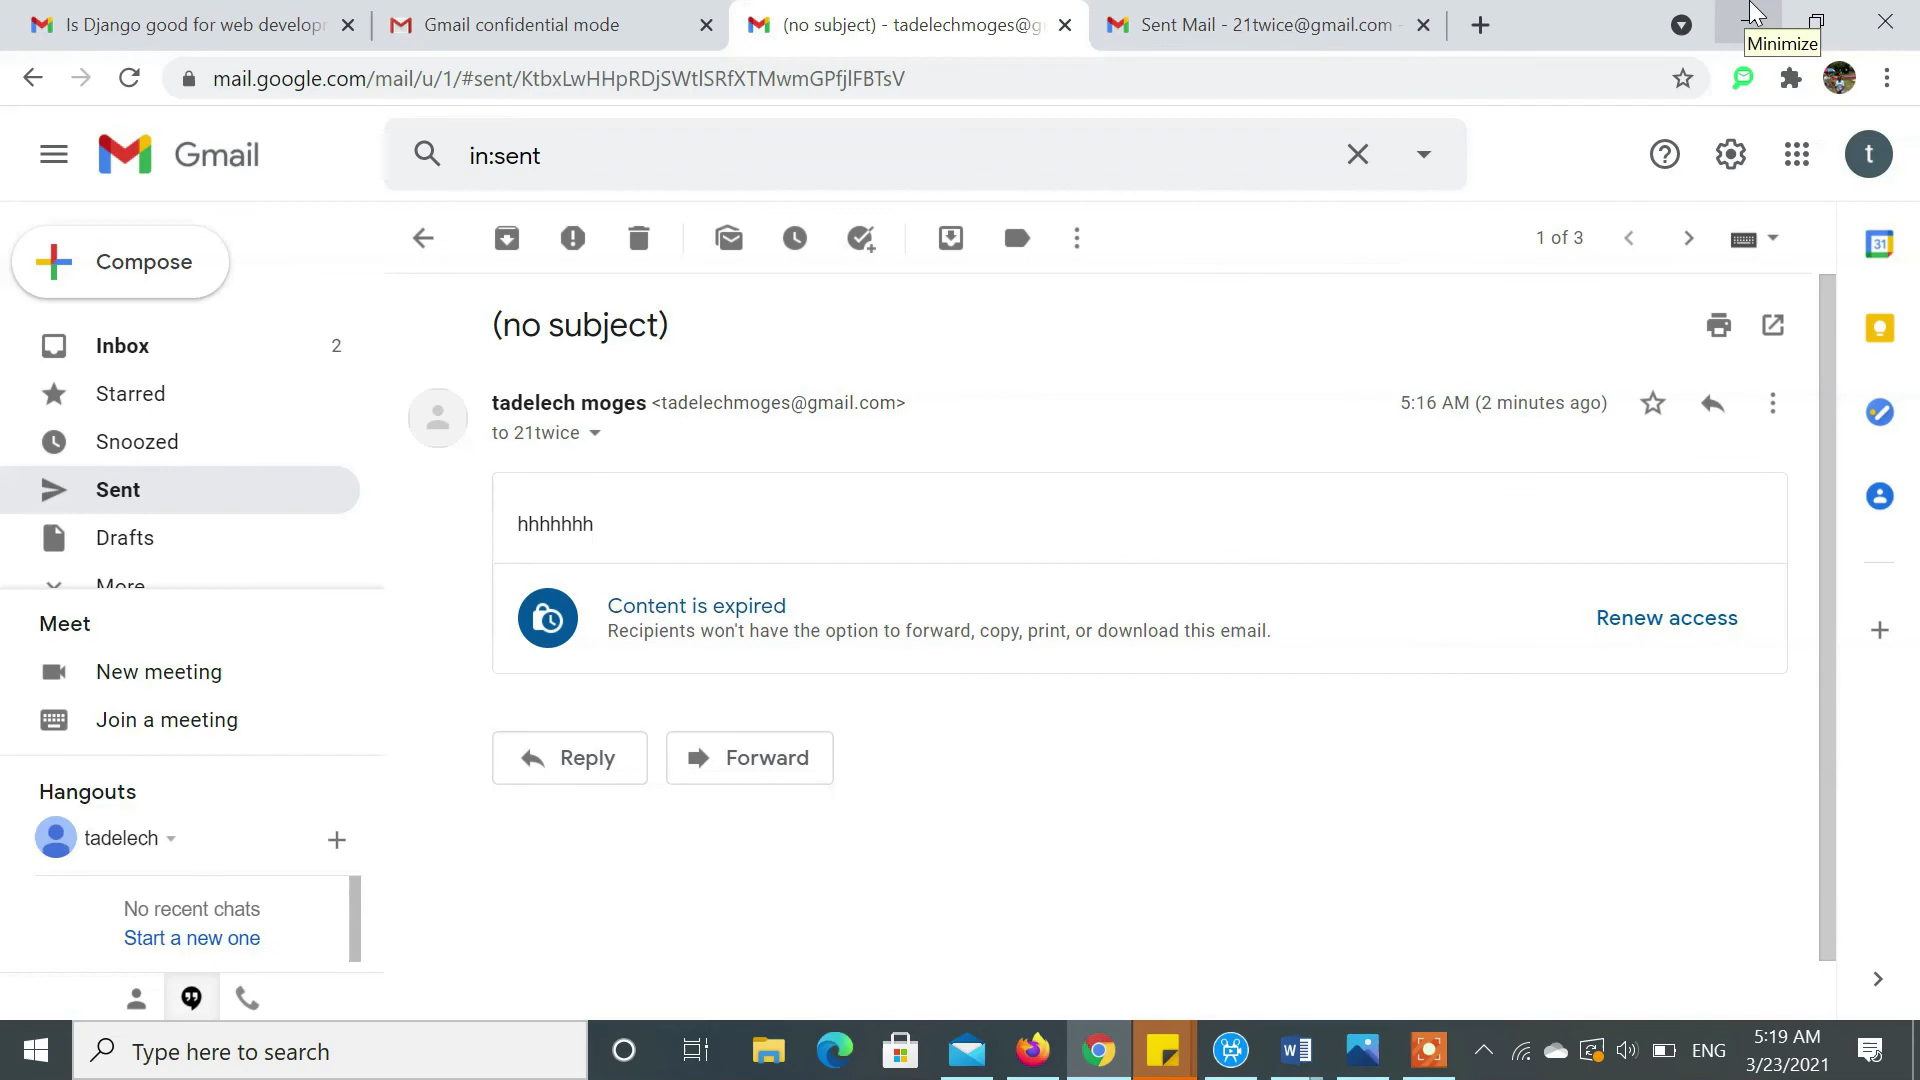 Is Django good for web develop
Gmail confidential mode
(no subject) - tadelechmoges@g
Sent Mail - 21twice@gmail.com -
Minimize
mail.google.com/mail/u/1/#sent/KtbxLwHHpRDjSWtlSRfXTMwmGPfjlFBTsV
Gmail
in:sent
t
Compose
1 of 3
31
(no subject)
Inbox 2
Starred
Snoozed
Sent
Drafts
More
tadelech moges <tadelechmoges@gmail.com>
5:16 AM (2 minutes ago)
to 21twice
hhhhhhh
Content is expired
Recipients won't have the option to forward, copy, print, or download this email.
Renew access
Meet
New meeting
Join a meeting
Reply
Forward
Hangouts
tadelech
No recent chats
Start a new one
Type here to search
ENG
5:19 AM
3/23/2021